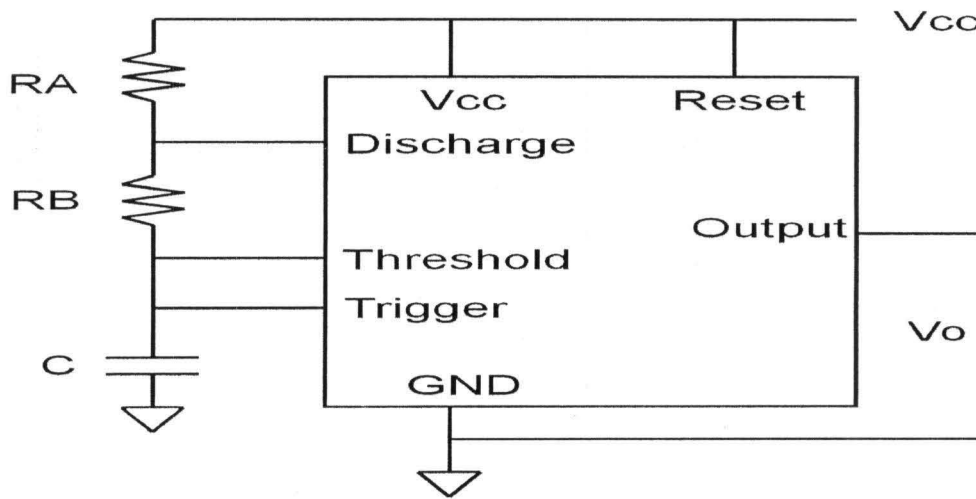 Vcc
RA
Vcc
Reset
Discharge
RB
Output
Threshold
Trigger
Vo
C
GND